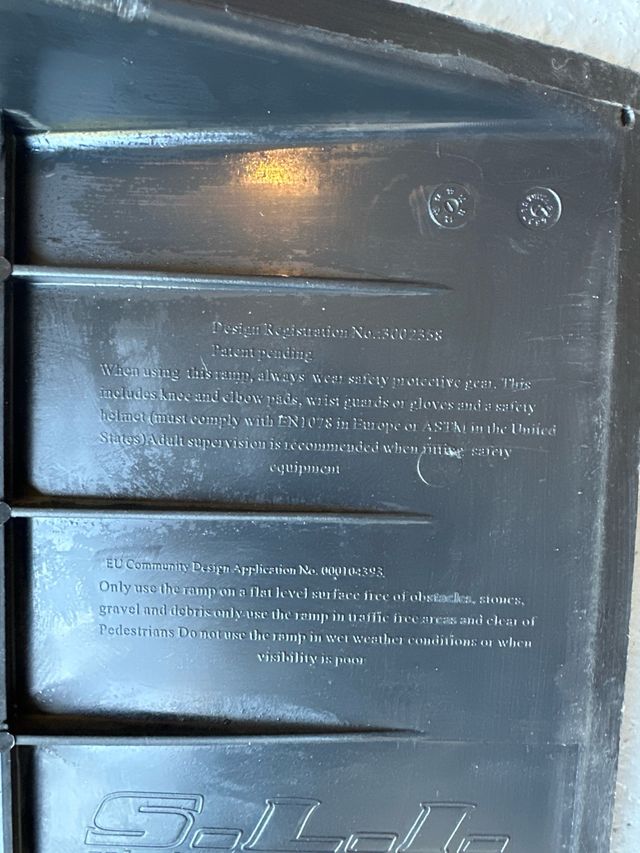 Design Registration No.:3002338
Patent pending
When using this ramp, always wear safety protective gear. This
includes knee and elbow pads, wrist guards or gloves and a safety
helmet (must comply with EN1078 in Europe or ASTM in the United
States) Adult supervision is recommended when fitting safety
equipment
EU Community Design Application No. 000104393.
Only use the ramp on a flat level surface free of obstacles, stones,
gravel and debris only use the ramp in traffic free areas and clear of
Pedestrians Do not use the ramp in wet weather conditions or when
visibility is poor